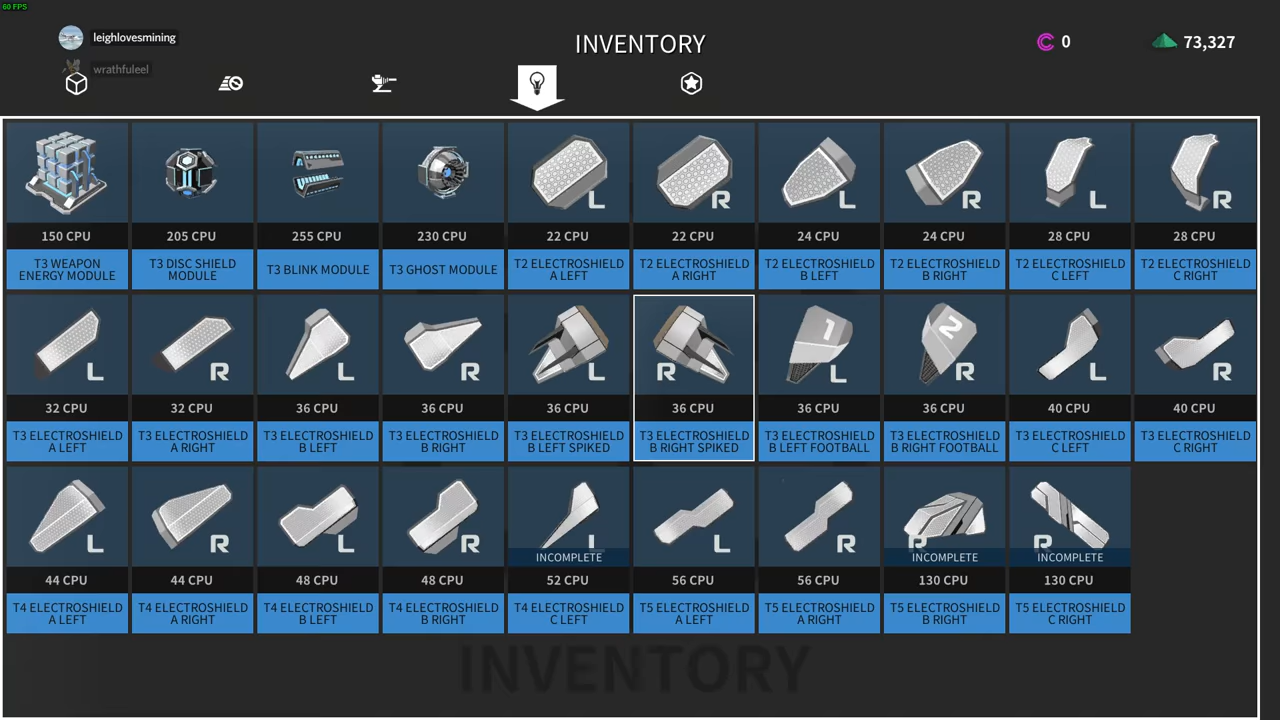 60 FPS
leighlovesmining
wrathfuleel
INVENTORY
0
73,327
L
R
L
R
L
R
150 CPU
205 CPU
255 CPU
230 CPU
22 CPU
22 CPU
24 CPU
24 CPU
28 CPU
28 CPU
T3 WEAPON
ENERGY MODULE
T3 DISC SHIELD
MODULE
T3 BLINK MODULE
T3 GHOST MODULE
T2 ELECTROSHIELD
A LEFT
T2 ELECTROSHIELD
A RIGHT
T2 ELECTROSHIELD
B LEFT
T2 ELECTROSHIELD
B RIGHT
T2 ELECTROSHIELD
C LEFT
T2 ELECTROSHIELD
C RIGHT
L
R
L
R
L
R
1
L
2
R
L
R
32 CPU
32 CPU
36 CPU
36 CPU
36 CPU
36 CPU
36 CPU
36 CPU
40 CPU
40 CPU
T3 ELECTROSHIELD
A LEFT
T3 ELECTROSHIELD
A RIGHT
T3 ELECTROSHIELD
B LEFT
T3 ELECTROSHIELD
B RIGHT
T3 ELECTROSHIELD
B LEFT SPIKED
T3 ELECTROSHIELD
B RIGHT SPIKED
T3 ELECTROSHIELD
B LEFT FOOTBALL
T3 ELECTROSHIELD
B RIGHT FOOTBALL
T3 ELECTROSHIELD
C LEFT
T3 ELECTROSHIELD
C RIGHT
L
R
L
R
L
L
R
R
R
INCOMPLETE
INCOMPLETE
INCOMPLETE
44 CPU
44 CPU
48 CPU
48 CPU
52 CPU
56 CPU
56 CPU
130 CPU
130 CPU
T4 ELECTROSHIELD
A LEFT
T4 ELECTROSHIELD
A RIGHT
T4 ELECTROSHIELD
B LEFT
T4 ELECTROSHIELD
B RIGHT
T4 ELECTROSHIELD
C LEFT
T5 ELECTROSHIELD
A LEFT
T5 ELECTROSHIELD
A RIGHT
T5 ELECTROSHIELD
B RIGHT
T5 ELECTROSHIELD
C RIGHT
INVENTORY